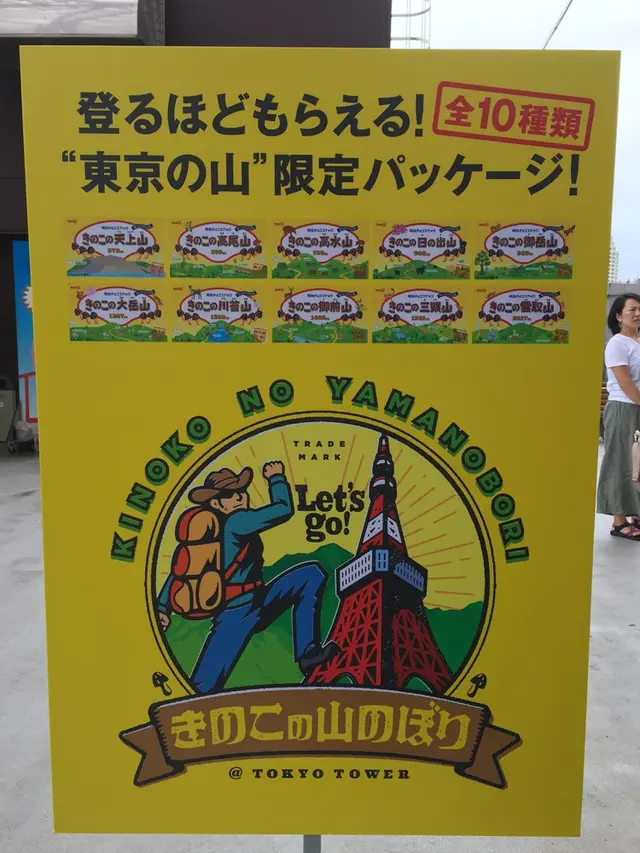 登るほどもらえる!
全10種類
“東京の山”限定パッケージ!
きのこの天上山
きのこの高尾山
きのこの高水山
きのこの日の出山
きのこの御岳山
きのこの大岳山
きのこの川苔山
きのこの御前山
きのこの三頭山
きのこの雲取山
KINOKO NO YAMANOBORI
TRADE
MARK
Let's
go!
きのこの山のぼり
@ TOKYO TOWER